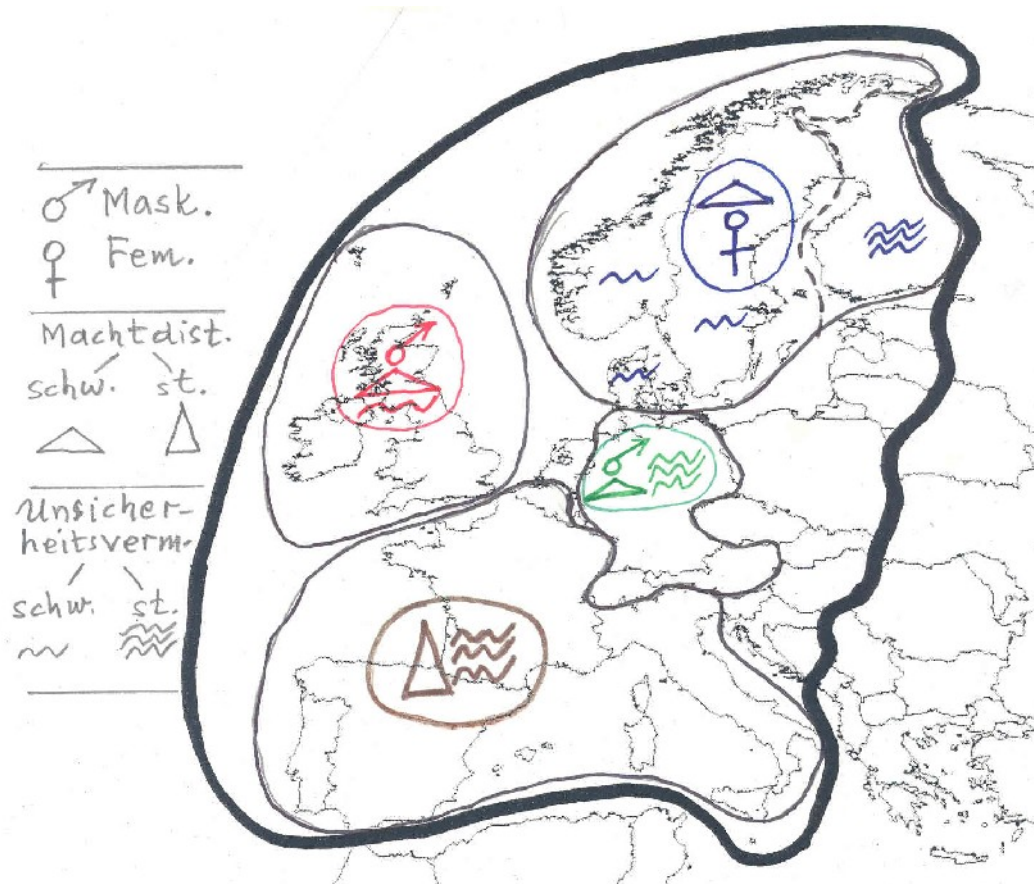 Mask.
Fem.
Machtdist.
schw. st.
Unsicher-
heitsverm.
schw. st.